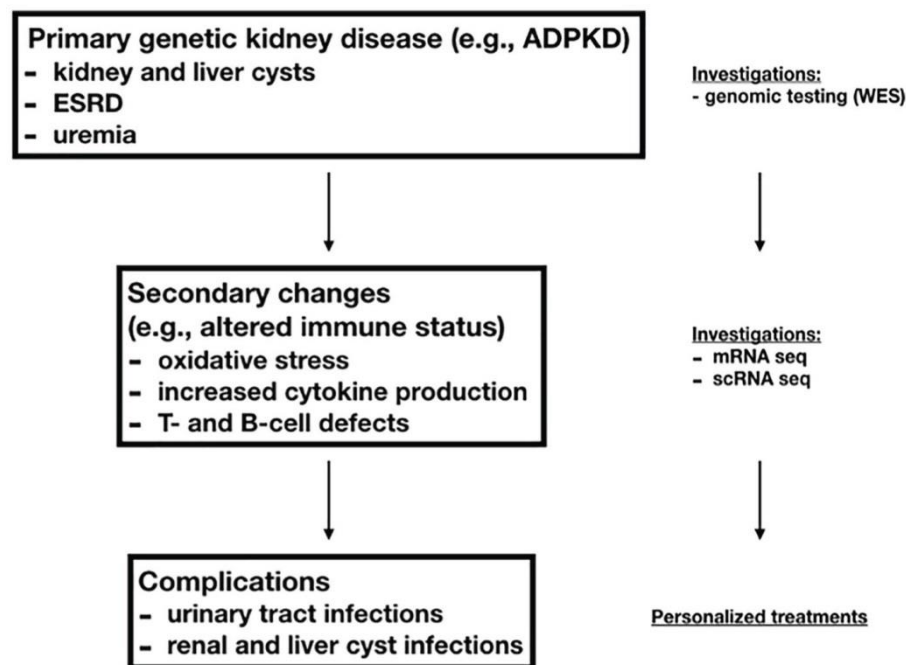 Primary genetic kidney disease (e.g., ADPKD)
- kidney and liver cysts
- ESRD
- uremia
Investigations:
- genomic testing (WES)
Secondary changes
(e.g., altered immune status)
- oxidative stress
- increased cytokine production
- T- and B-cell defects
Investigations:
- mRNA seq
- scRNA seq
Complications
- urinary tract infections
- renal and liver cyst infections
Personalized treatments